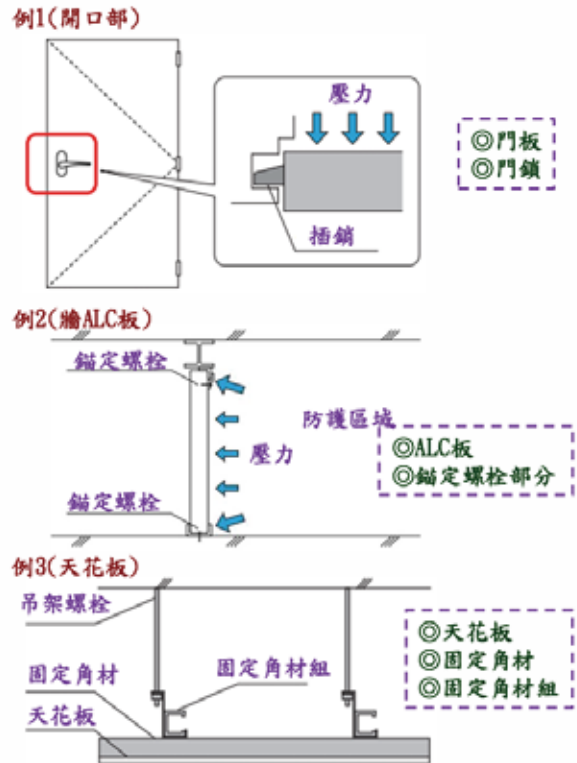 例1(開口部)
壓力
插銷
◎門板
◎門鎖
例2(牆ALC板)
錨定螺栓
防護區域
壓力
錨定螺栓
◎ALC板
◎錨定螺栓部分
例3(天花板)
吊架螺栓
固定角材
固定角材組
天花板
◎天花板
◎固定角材
◎固定角材組